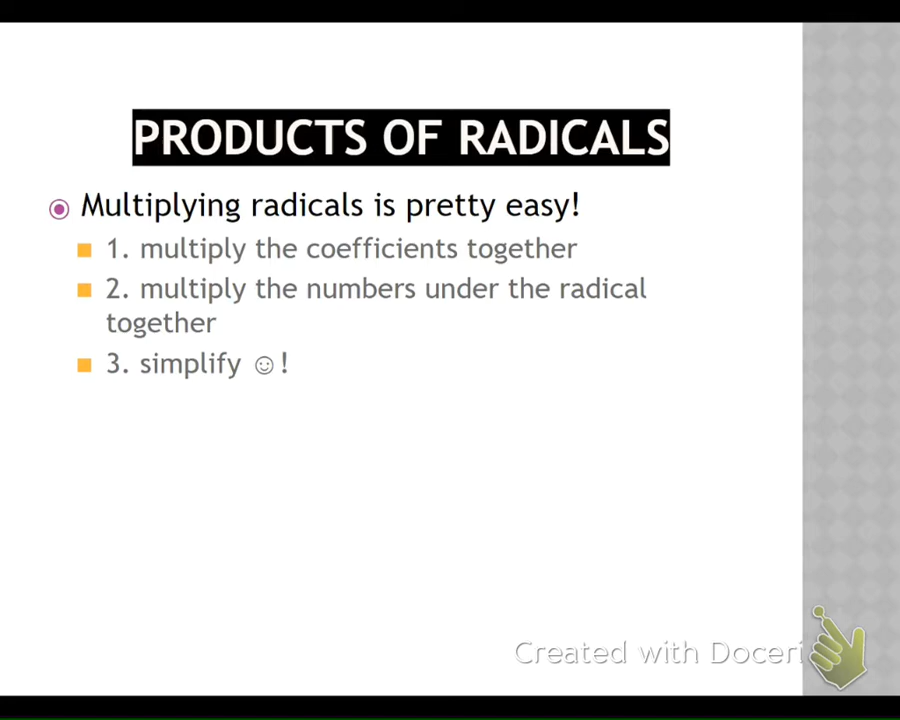 PRODUCTS OF RADICALS
Multiplying radicals is pretty easy!
1. multiply the coefficients together
2. multiply the numbers under the radical
together
3. simplify ☺!
Created with Doceri